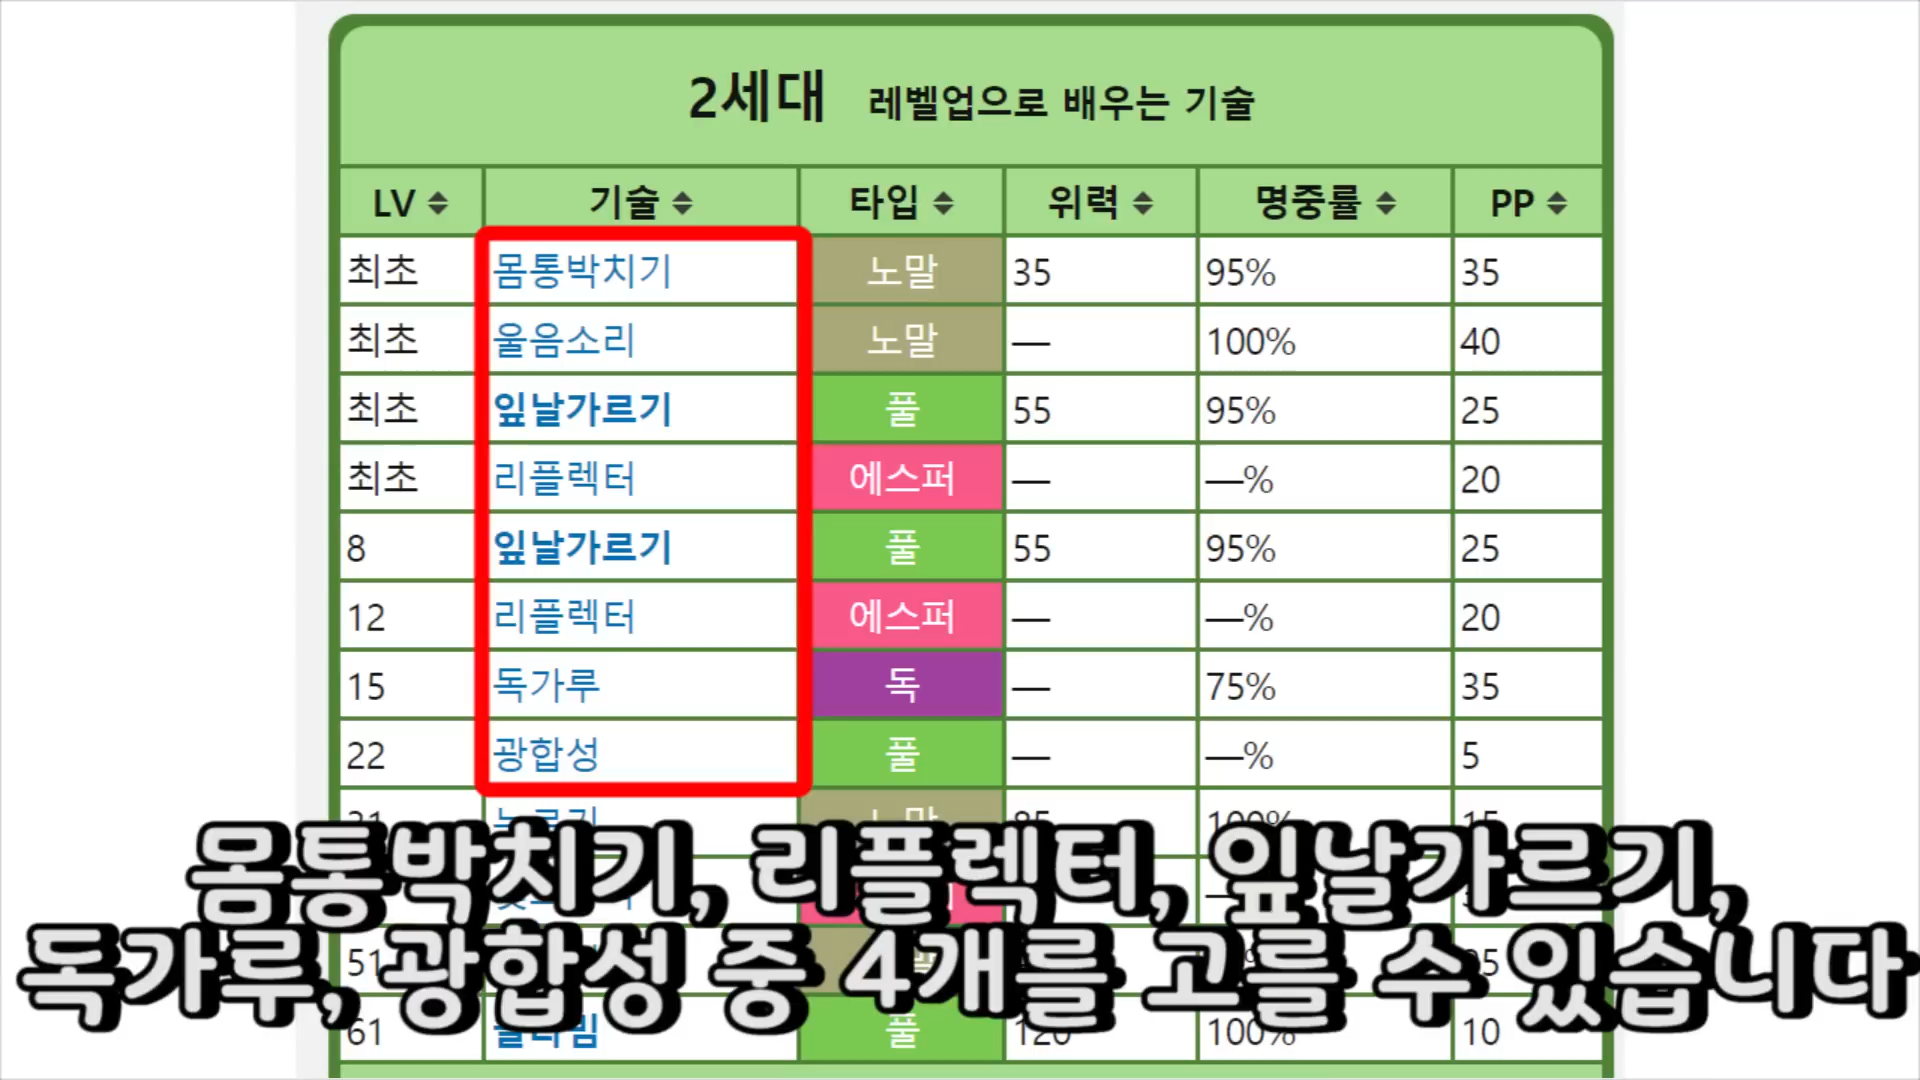 2세대 레벨업으로 배우는 기술
LV 기술 타입 위력 명중률 PP
최초 몸통박치기 노말 35 95% 35
최초 울음소리 노말 — 100% 40
최초 잎날가르기 풀 55 95% 25
최초 리플렉터 에스퍼 — —% 20
8 잎날가르기 풀 55 95% 25
12 리플렉터 에스퍼 — —% 20
15 독가루 독 — 75% 35
22 광합성 풀 — —% 5
몸통박치기, 리플렉터, 잎날가르기,
독가루, 광합성 중 4개를 고를 수 있습니다
61 풀 120 100% 10